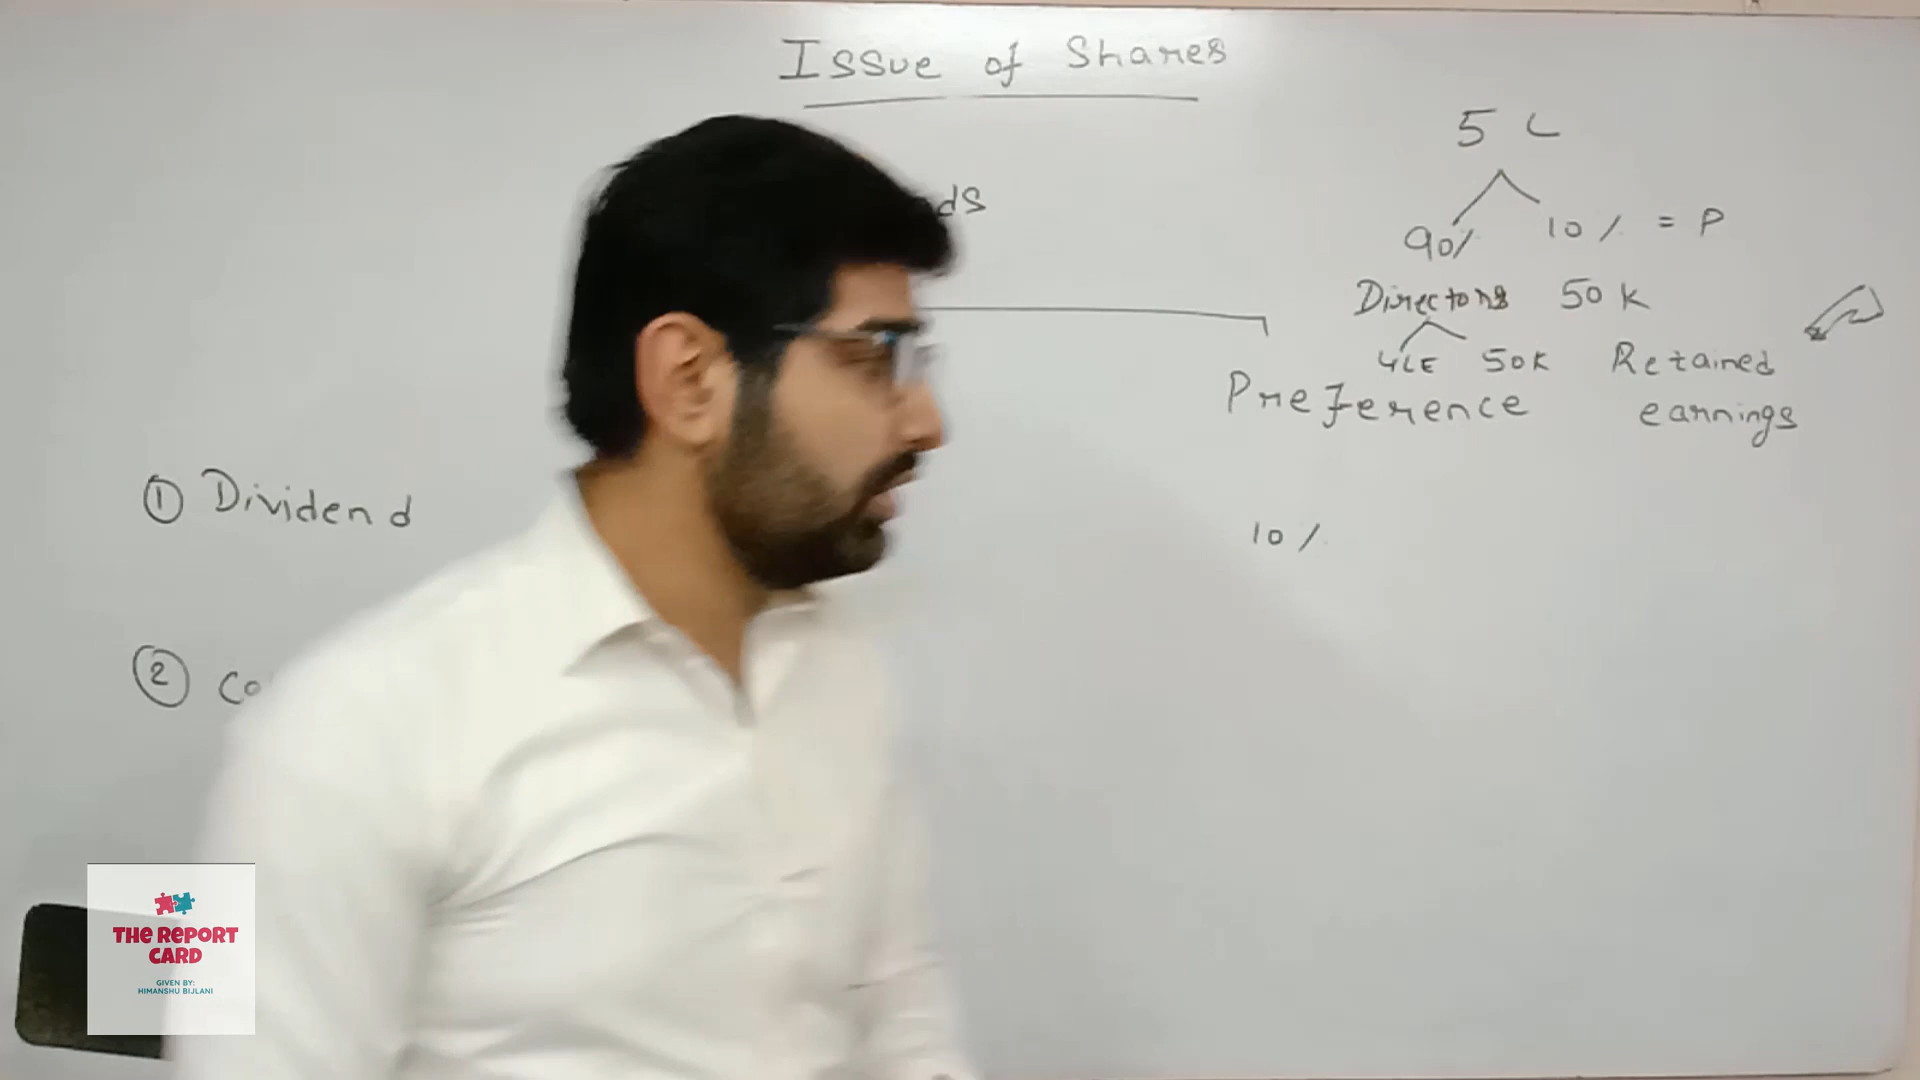 Issue of Shares
5 L
90% 10% = P
Directors 50 K
4LE 50K Retained
Preference earnings
① Dividend
10%
②
THE REPORT
CARD
GIVEN BY:
HIMANSHU BIJLANI